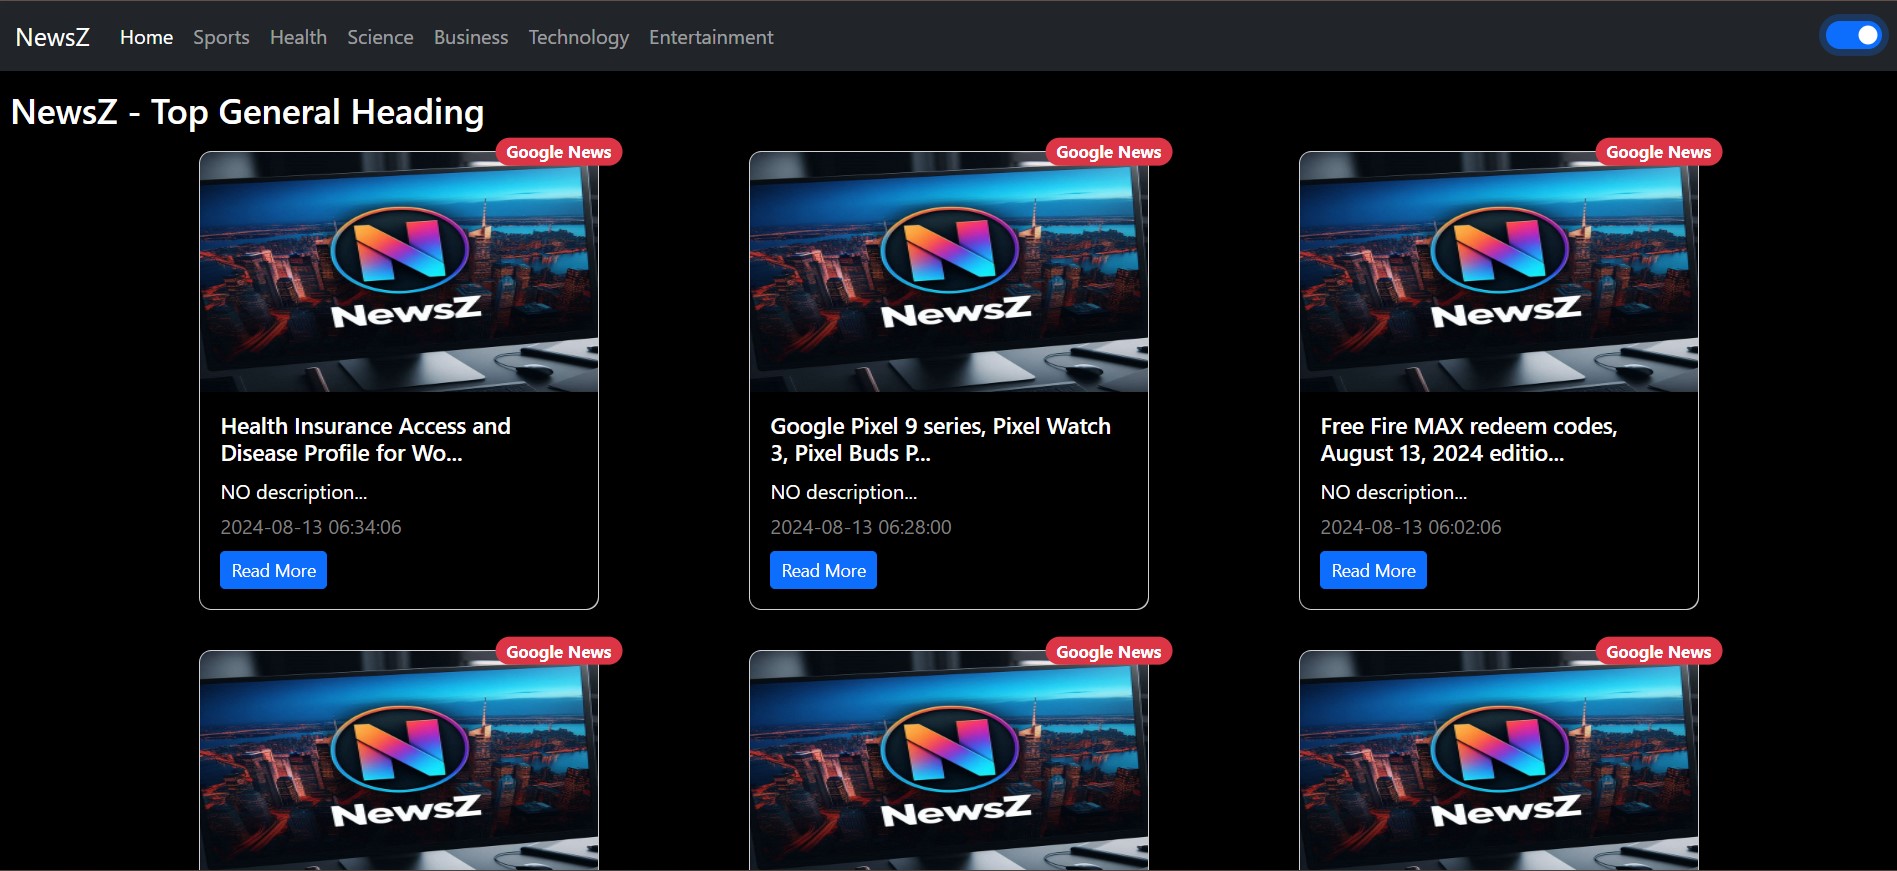 NewsZ Home Sports Health Science Business Technology Entertainment
NewsZ - Top General Heading
Google News
NewsZ
Health Insurance Access and
Disease Profile for Wo...
NO description...
2024-08-13 06:34:06
Read More
Google News
NewsZ
Google Pixel 9 series, Pixel Watch
3, Pixel Buds P...
NO description...
2024-08-13 06:28:00
Read More
Google News
NewsZ
Free Fire MAX redeem codes,
August 13, 2024 editio...
NO description...
2024-08-13 06:02:06
Read More
Google News
NewsZ
Google News
NewsZ
Google News
NewsZ